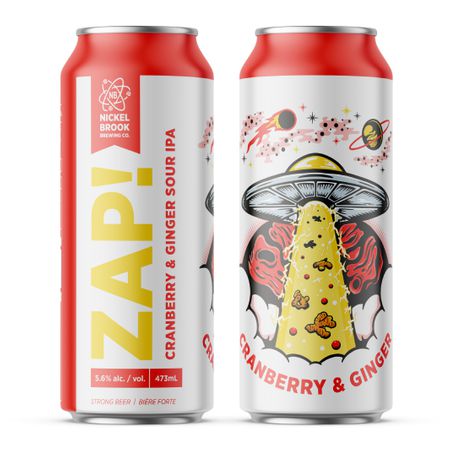 NB
NICKEL
BROOK
BREWING CO.
ZAP!
CRANBERRY & GINGER SOUR IPA
5.6% alc. / vol. 473mL
STRONG BEER | BIÈRE FORTE
CRANBERRY & GINGER